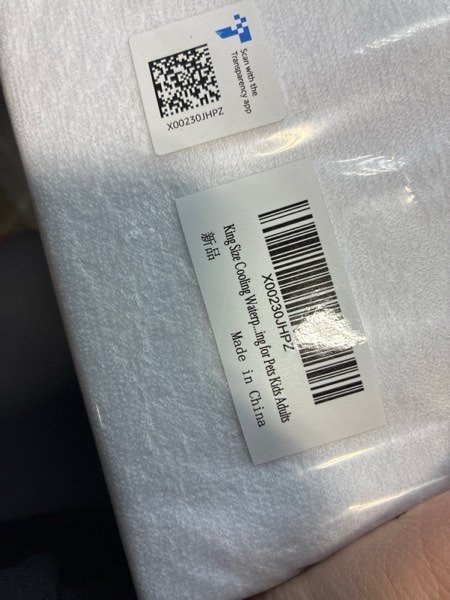 Scan with the
Transparency app
X00230JHPZ
X00230JHPZ
King Size Cooling Waterp...ing for Pets Kids Adults
新品
Made in China